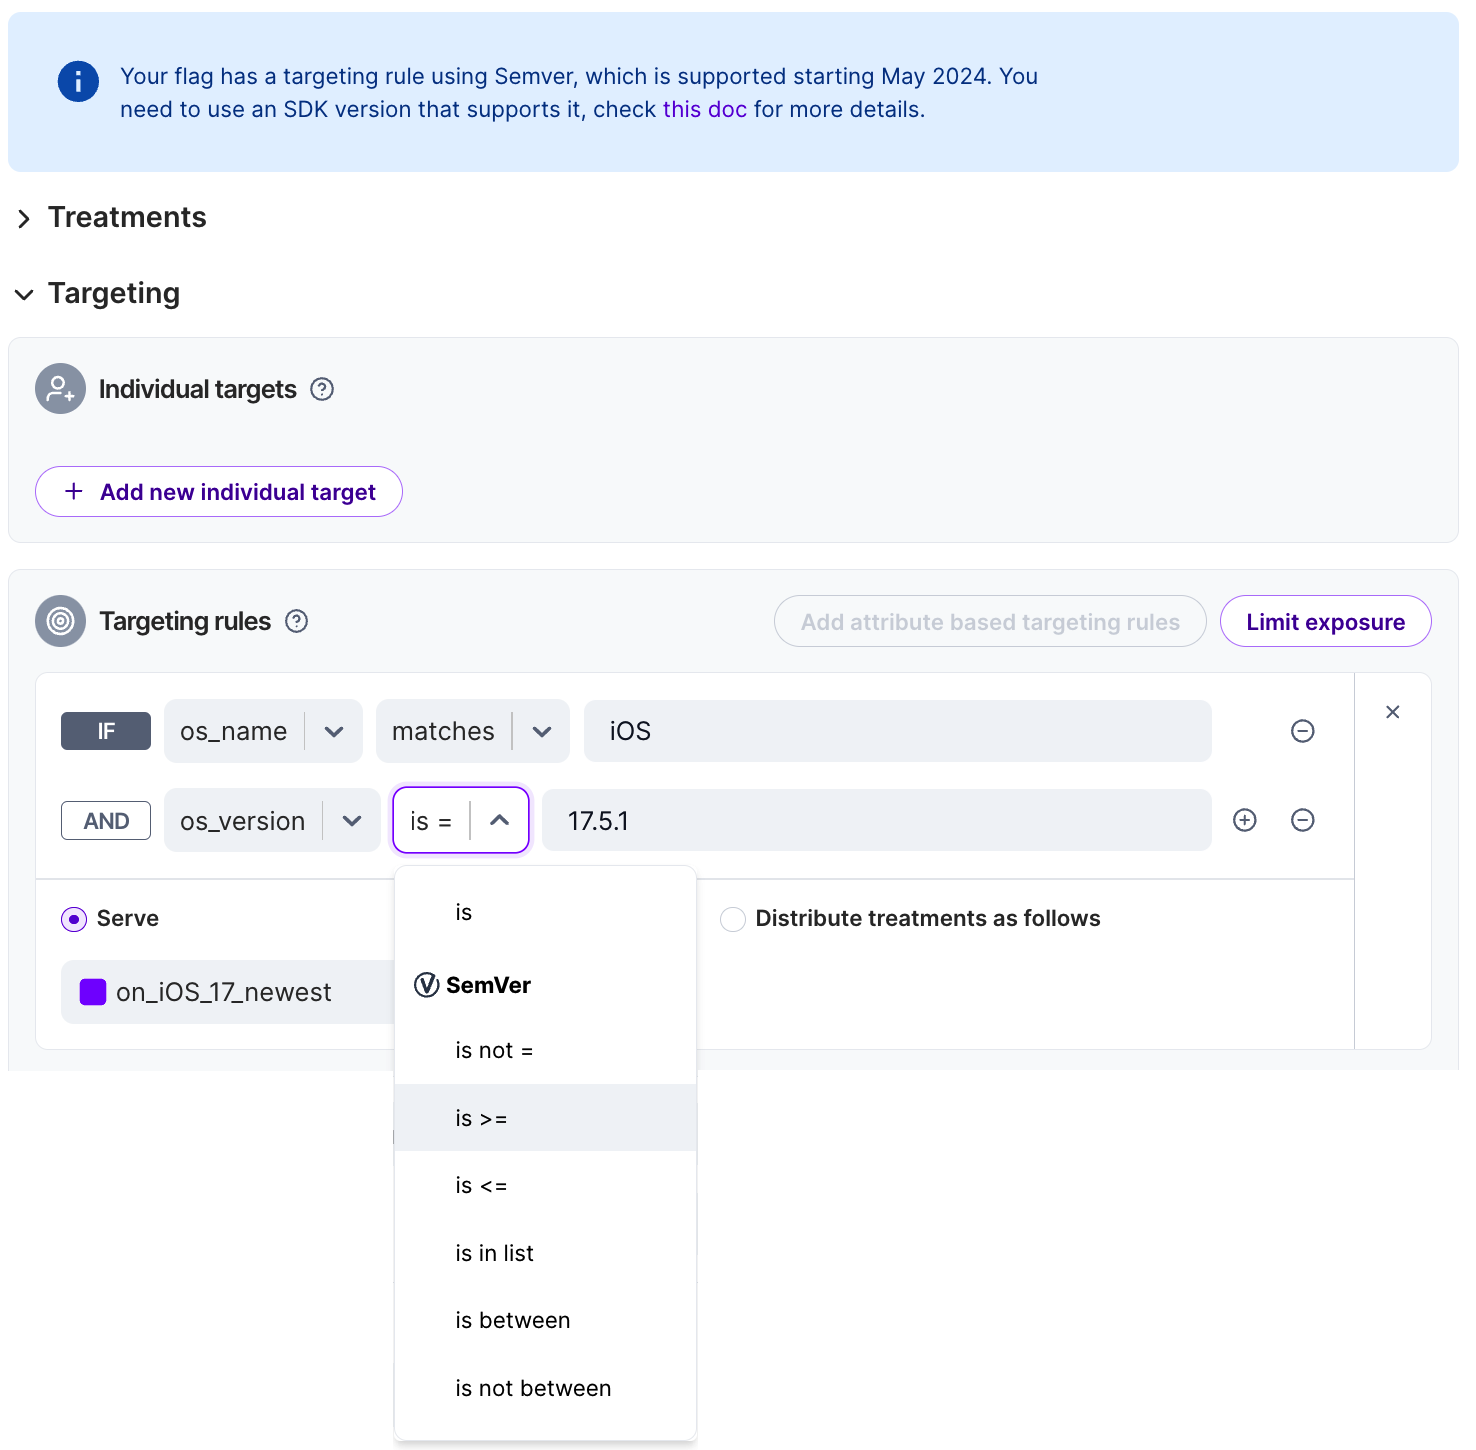 Your flag has a targeting rule using Semver, which is supported starting May 2024. You
need to use an SDK version that supports it, check this doc for more details.
Treatments
Targeting
Individual targets
Add new individual target
Targeting rules
Add attribute based targeting rules
Limit exposure
IF os_name matches iOS
AND os_version is = 17.5.1
is
SemVer
is not =
is >=
is <=
is in list
is between
is not between
Serve
on_iOS_17_newest
Distribute treatments as follows